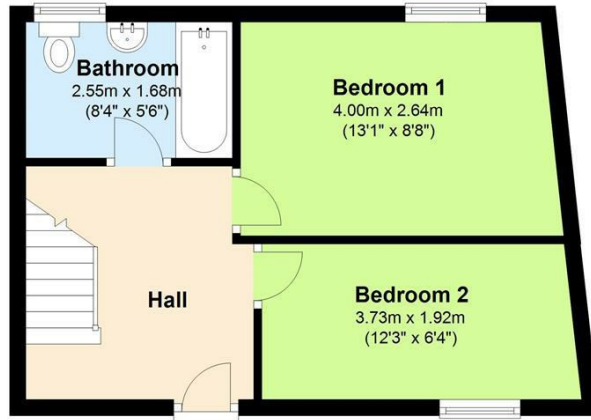 Bathroom
2.55m x 1.68m
(8'4" x 5'6")
Bedroom 1
4.00m x 2.64m
(13'1" x 8'8")
Hall
Bedroom 2
3.73m x 1.92m
(12'3" x 6'4")